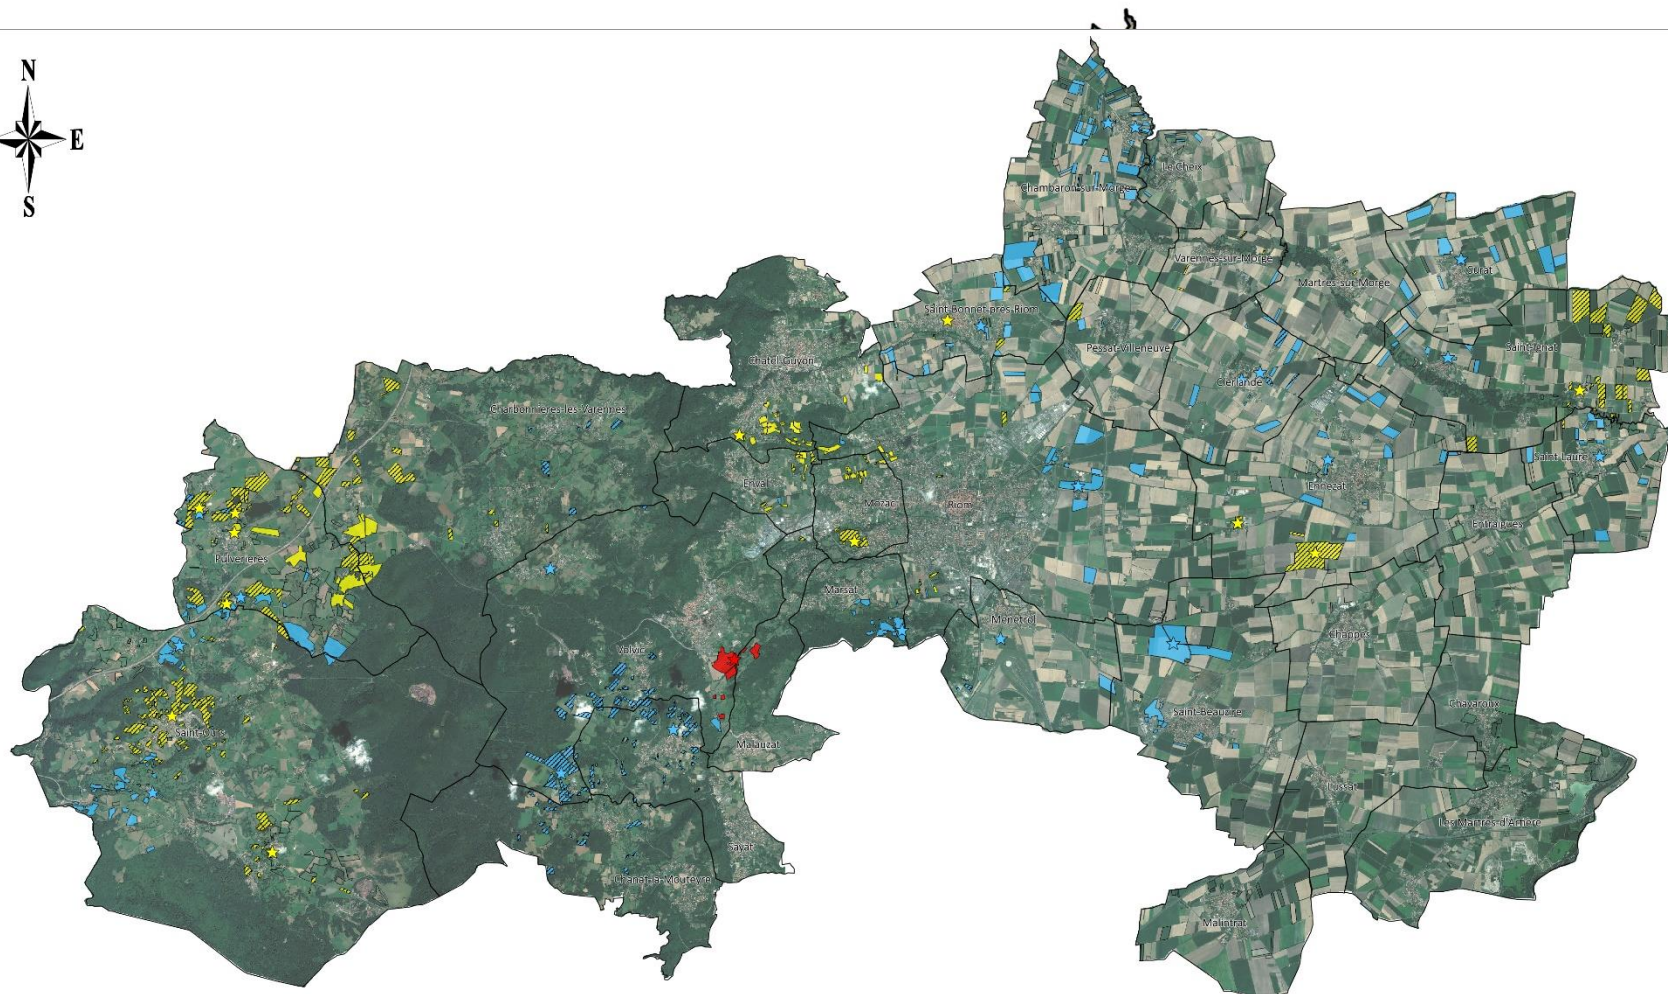 N
E
S
Le Cheix
Chambaron-sur-Morge
Varennes-sur-Morge
Martres-sur-Morge
Surat
Saint-Bonnet-près-Riom
Pessat-Villeneuve
Saint-Ignat
Chatel-Guyon
Clerlande
Charbonnières-les-Varennes
Saint-Laure
Enval
Ennezat
Mozac
Riom
Entraigues
Pulverières
Marsat
Ménétrol
Chappes
Volvic
Chavaroux
Saint-Beauzire
Saint-Ours
Malauzat
Lussat
Les Martres-d'Artière
Sayat
Chanat-la-Mouteyre
Malintrat